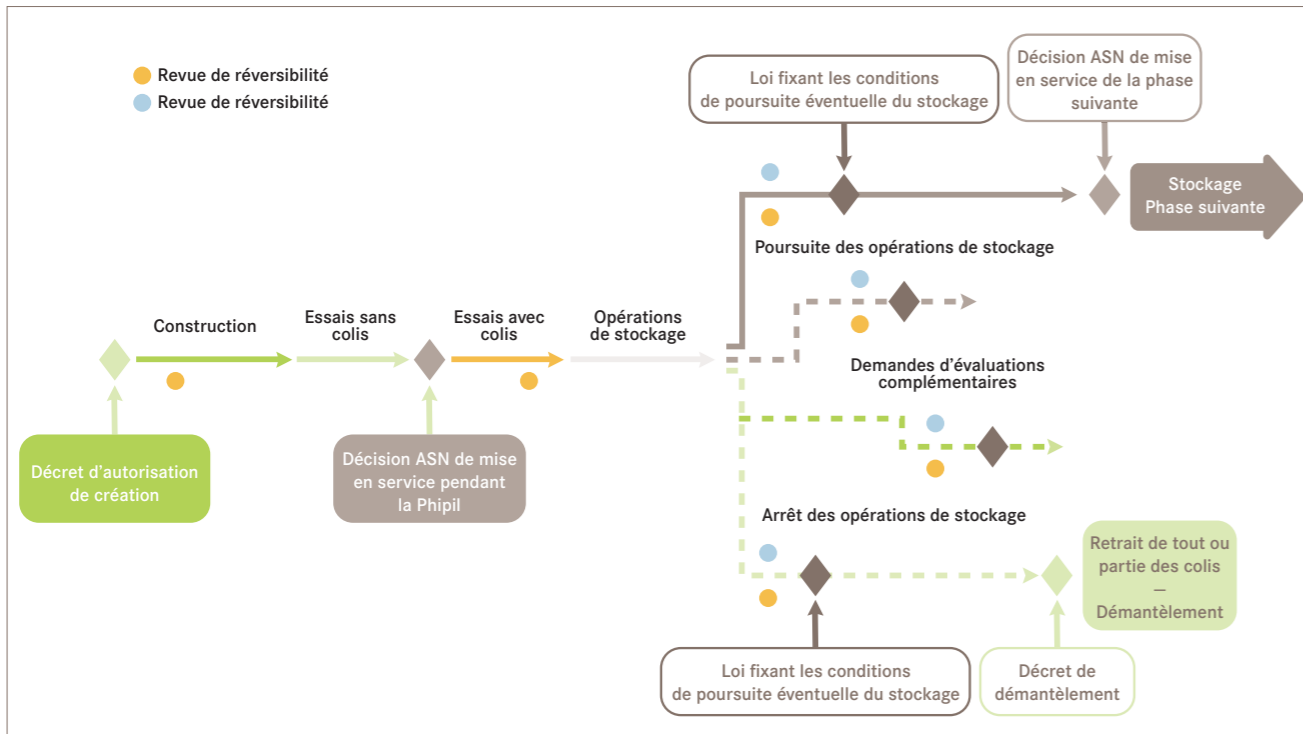 Revue de réversibilité
Revue de réversibilité
Loi fixant les conditions
de poursuite éventuelle du stockage
Décision ASN de mise
en service de la phase
suivante
Stockage
Phase suivante
Poursuite des opérations de stockage
Construction
Essais sans
colis
Essais avec
colis
Opérations
de stockage
Demandes d'évaluations
complémentaires
Décret d'autorisation
de création
Décision ASN de mise
en service pendant
la Phipil
Arrêt des opérations de stockage
Retrait de tout ou
partie des colis
–
Démantèlement
Loi fixant les conditions
de poursuite éventuelle du stockage
Décret de
démantèlement